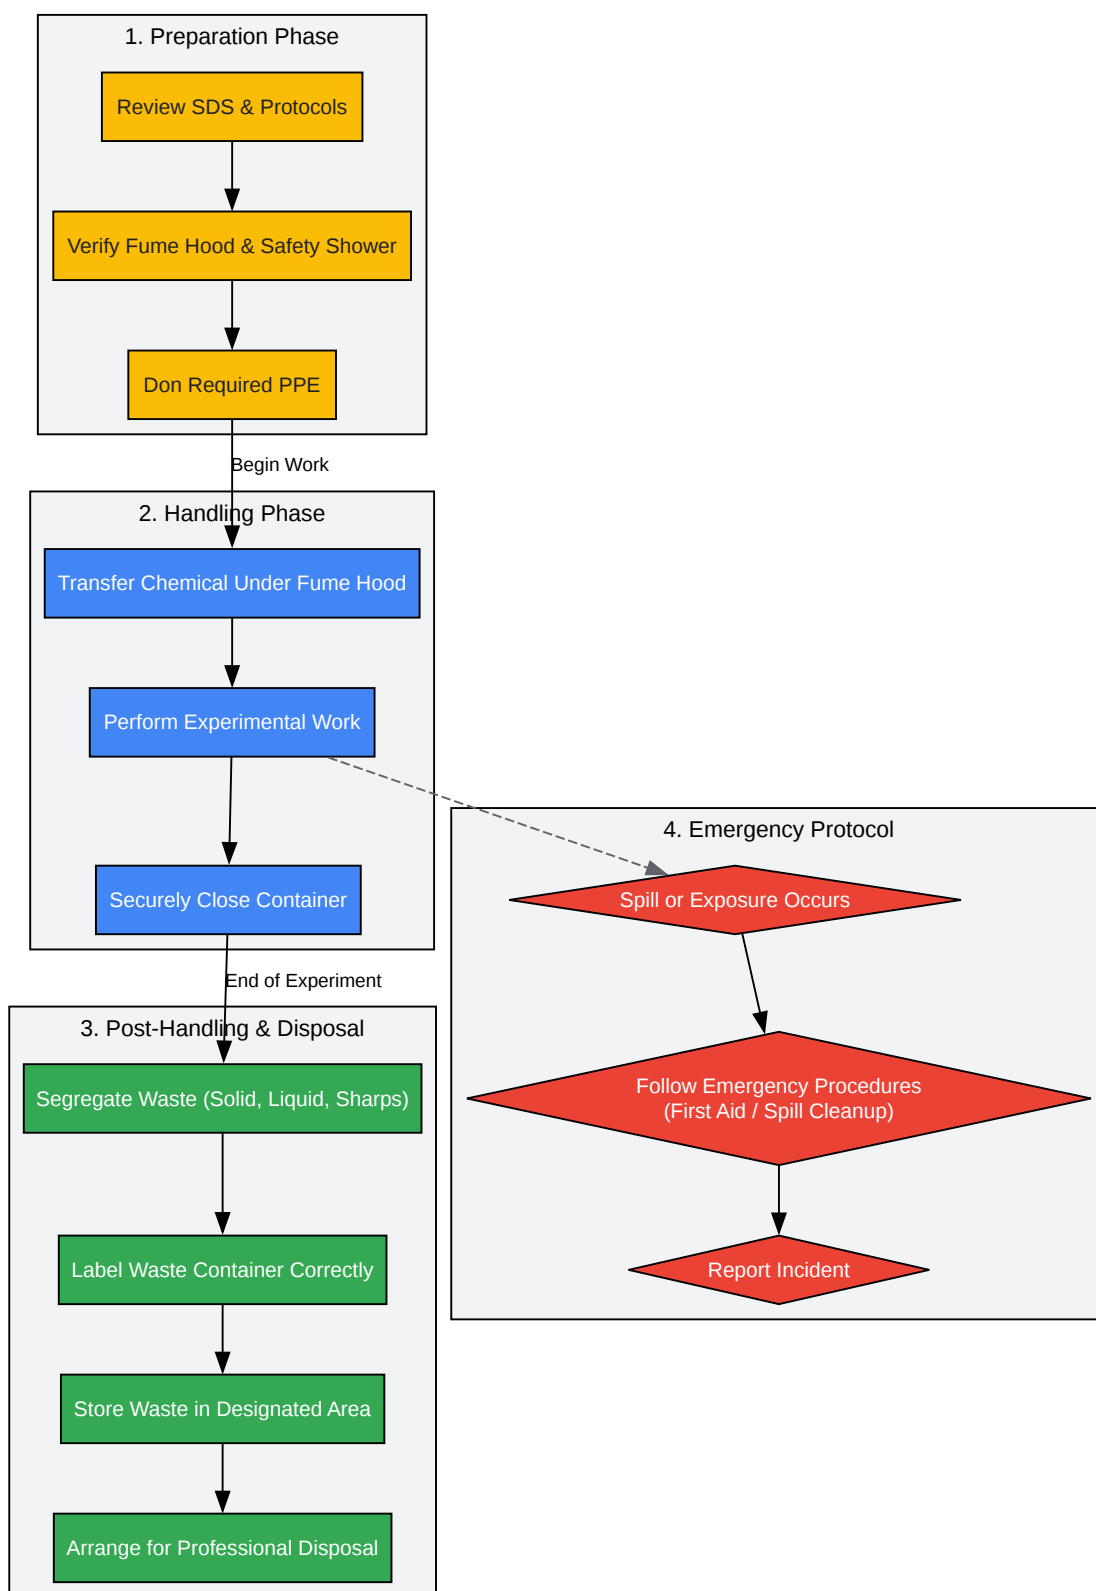 1. Preparation Phase
Review SDS & Protocols
Verify Fume Hood & Safety Shower
Don Required PPE
Begin Work
2. Handling Phase
Transfer Chemical Under Fume Hood
Perform Experimental Work
Securely Close Container
End of Experiment
3. Post-Handling & Disposal
Segregate Waste (Solid, Liquid, Sharps)
Label Waste Container Correctly
Store Waste in Designated Area
Arrange for Professional Disposal
4. Emergency Protocol
Spill or Exposure Occurs
Follow Emergency Procedures
(First Aid / Spill Cleanup)
Report Incident